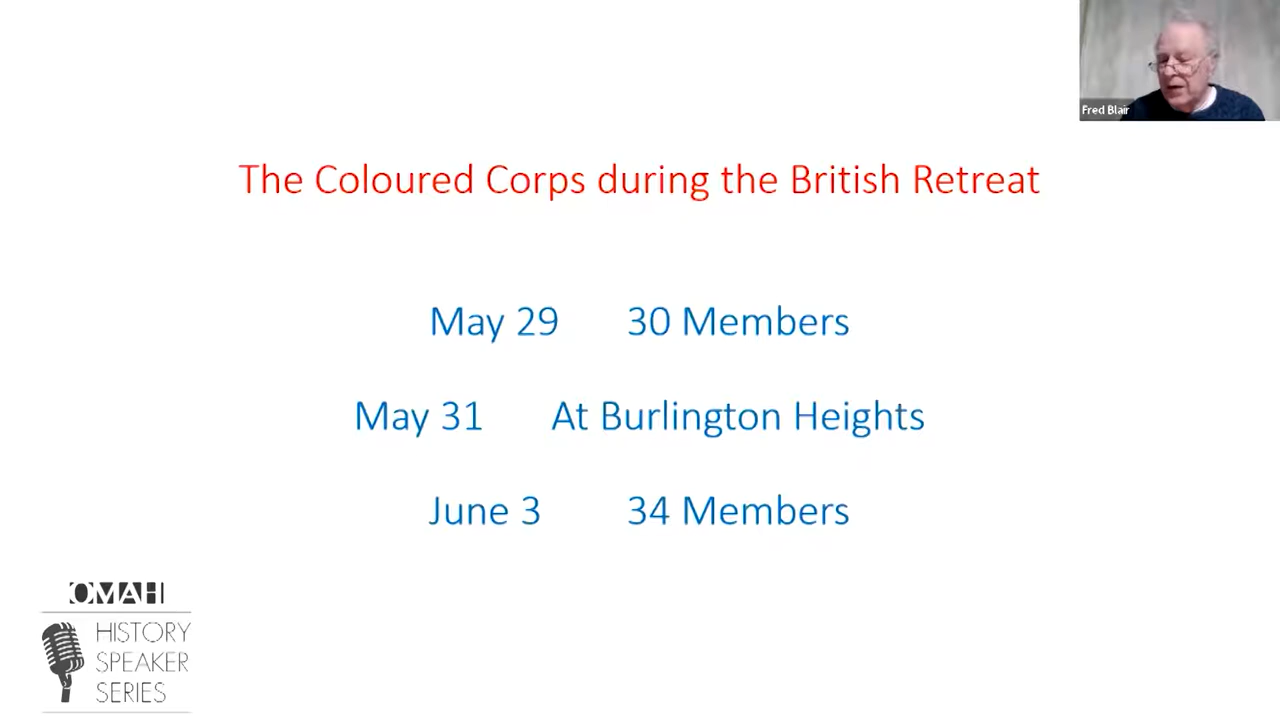 Fred Blair
The Coloured Corps during the British Retreat
May 29 30 Members
May 31 At Burlington Heights
June 3 34 Members
OMAH
HISTORY
SPEAKER
SERIES